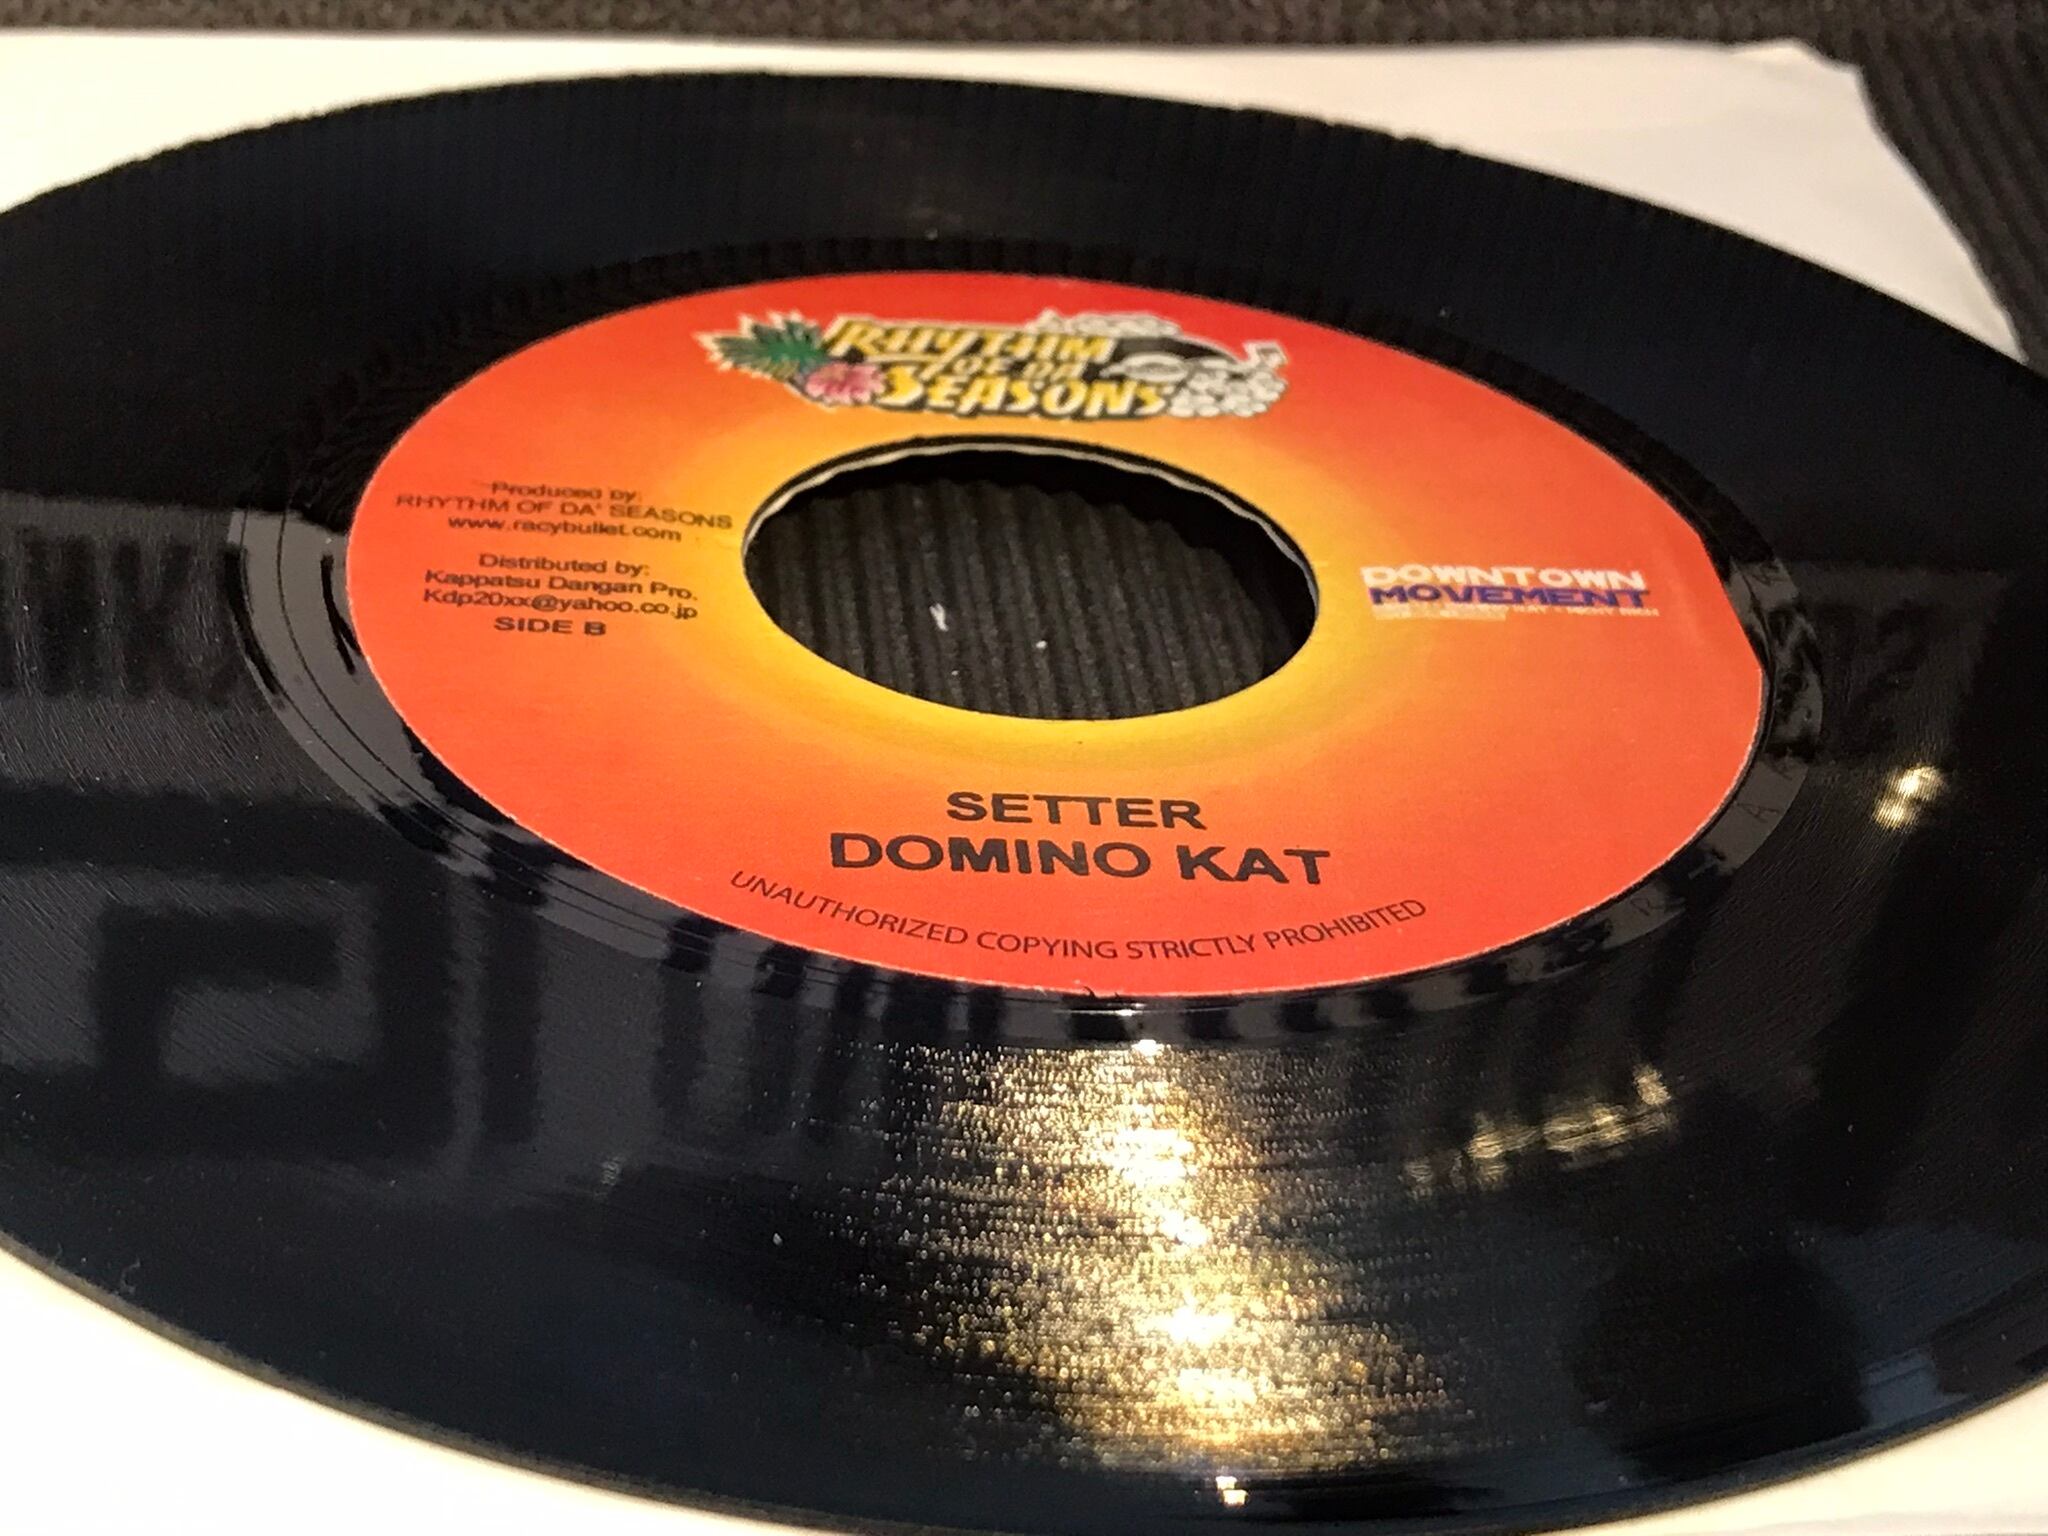 RHYTHM
OF DA
SEASONS
Produced by:
RHYTHM OF DA' SEASONS
www.racybullet.com
Distributed by:
Kappatsu Dangan Pro.
Kdp20xx@yahoo.co.jp
SIDE B
DOWNTOWN
MOVEMENT
SETTER
DOMINO KAT
UNAUTHORIZED COPYING STRICTLY PROHIBITED